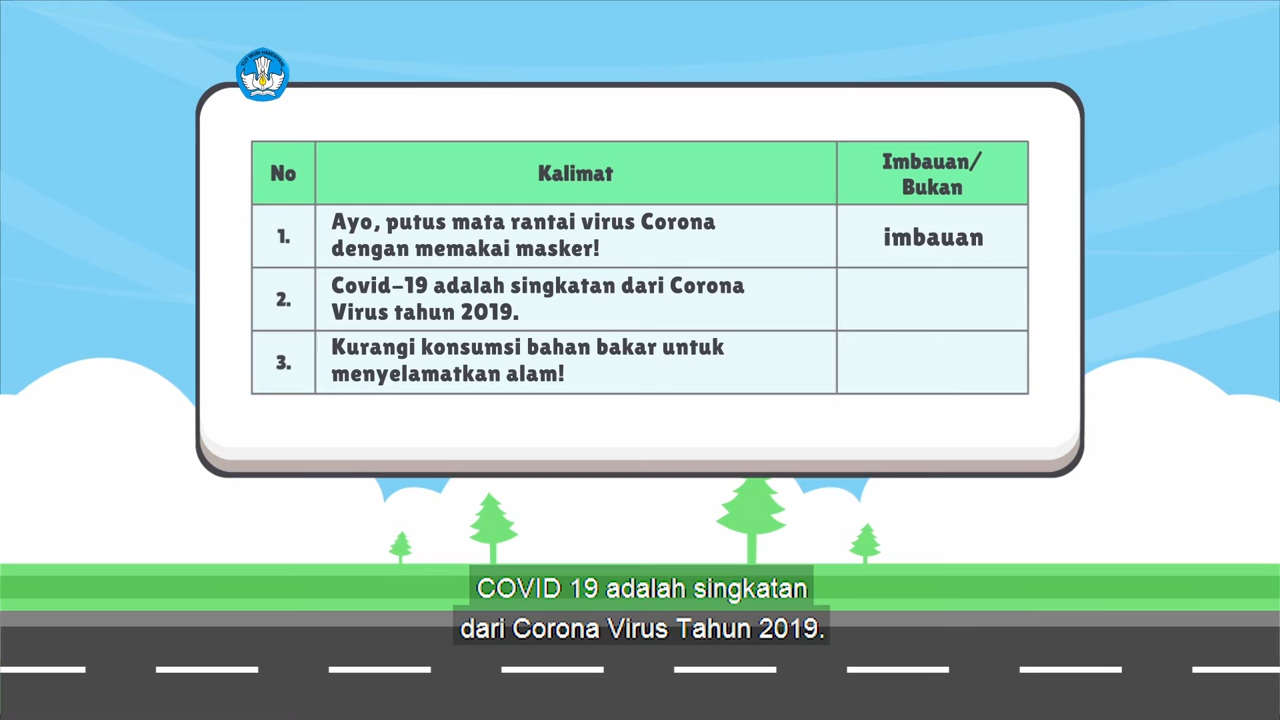 No
Kalimat
Imbauan/
Bukan
1.
Ayo, putus mata rantai virus Corona
dengan memakai masker!
imbauan
2.
Covid-19 adalah singkatan dari Corona
Virus tahun 2019.
3.
Kurangi konsumsi bahan bakar untuk
menyelamatkan alam!
COVID 19 adalah singkatan
dari Corona Virus Tahun 2019.